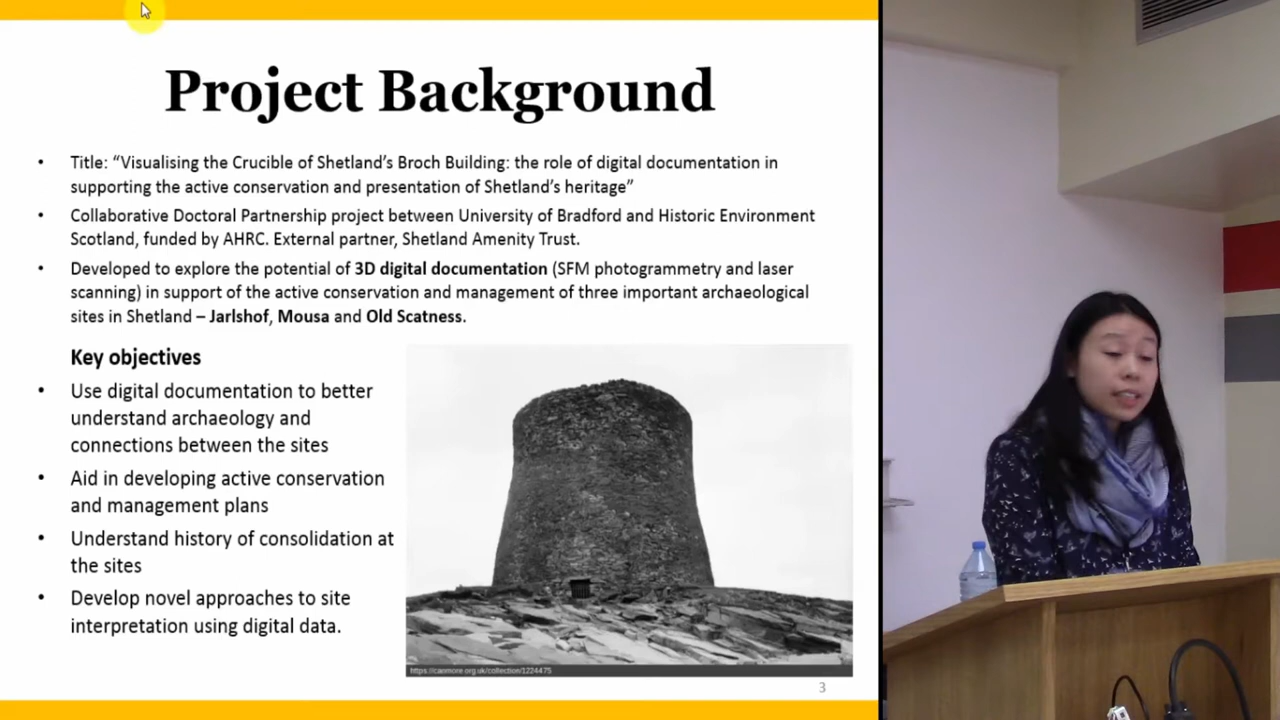 Project Background
• Title: “Visualising the Crucible of Shetland’s Broch Building: the role of digital documentation in
supporting the active conservation and presentation of Shetland’s heritage”
• Collaborative Doctoral Partnership project between University of Bradford and Historic Environment
Scotland, funded by AHRC. External partner, Shetland Amenity Trust.
• Developed to explore the potential of 3D digital documentation (SFM photogrammetry and laser
scanning) in support of the active conservation and management of three important archaeological
sites in Shetland – Jarlshof, Mousa and Old Scatness.
Key objectives
• Use digital documentation to better
understand archaeology and
connections between the sites
• Aid in developing active conservation
and management plans
• Understand history of consolidation at
the sites
• Develop novel approaches to site
interpretation using digital data.
https://canmore.org.uk/collection/1224475
3